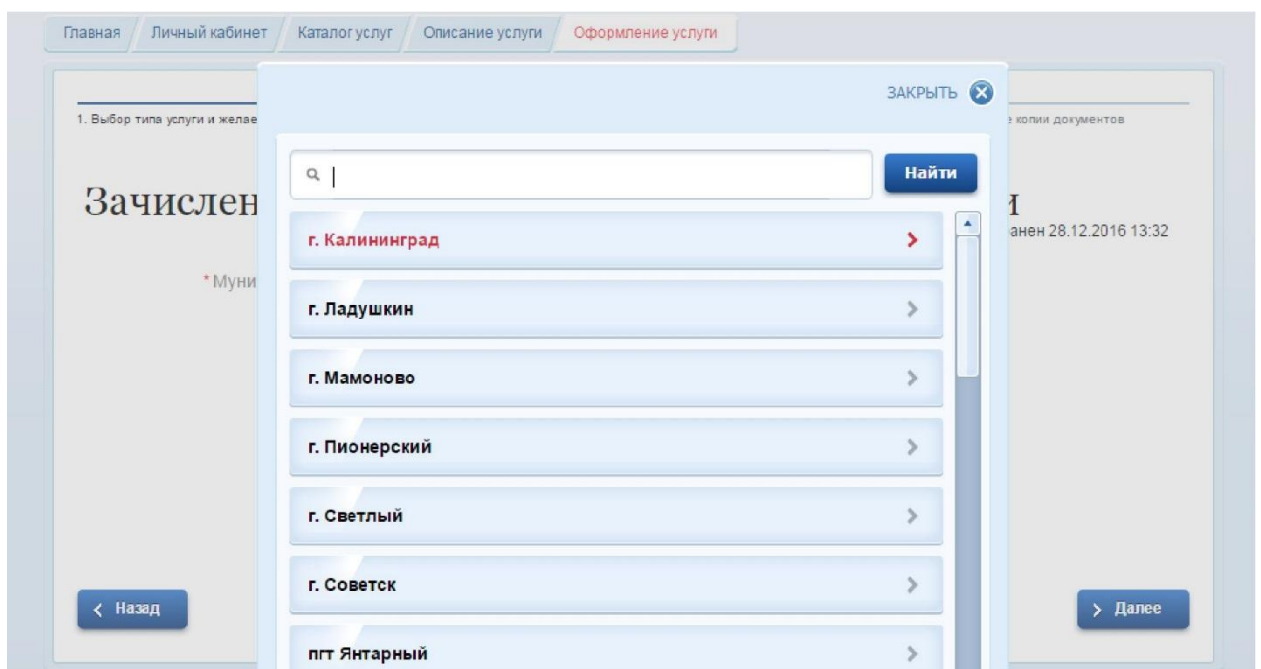 Главная Личный кабинет Каталог услуг Описание услуги Оформление услуги
ЗАКРЫТЬ
1. Выбор типа услуги и желае
е копии документов
Найти
Зачислен
и
анен 28.12.2016 13:32
г. Калининград
*Муни
г. Ладушкин
г. Мамоново
г. Пионерский
г. Светлый
г. Советск
Назад
Далее
пгт Янтарный